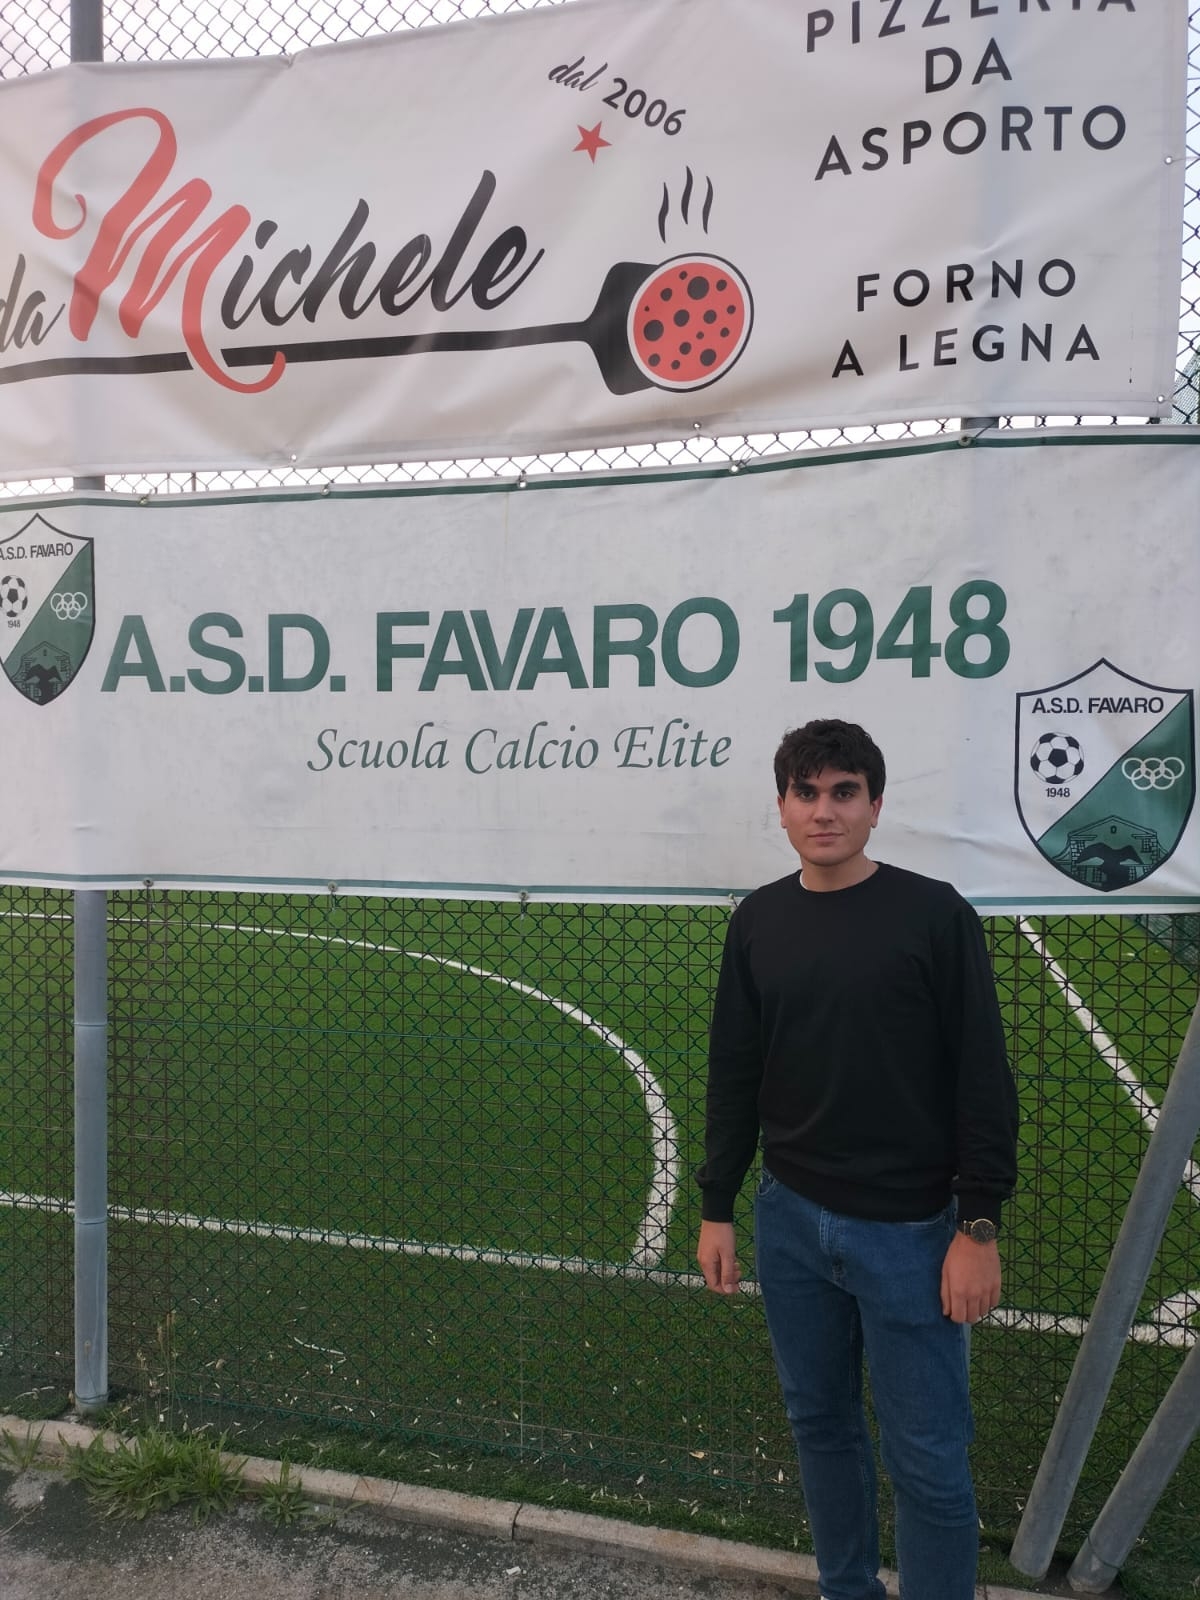 dal 2006
da Michele
PIZZERIA
DA
ASPORTO
FORNO
A LEGNA
A.S.D. FAVARO
1948
A.S.D. FAVARO 1948
Scuola Calcio Elite
A.S.D. FAVARO
1948